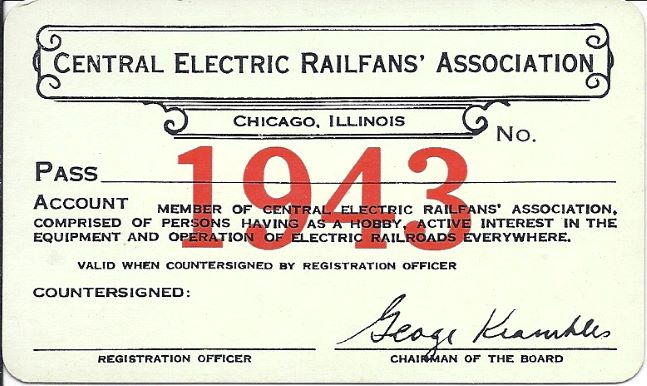 CENTRAL ELECTRIC RAILFANS' ASSOCIATION
CHICAGO, ILLINOIS
No.
PASS
1943
ACCOUNT MEMBER OF CENTRAL ELECTRIC RAILFANS' ASSOCIATION,
COMPRISED OF PERSONS HAVING AS A HOBBY, ACTIVE INTEREST IN THE
EQUIPMENT AND OPERATION OF ELECTRIC RAILROADS EVERYWHERE.
VALID WHEN COUNTERSIGNED BY REGISTRATION OFFICER
COUNTERSIGNED:
George Krambles
REGISTRATION OFFICER
CHAIRMAN OF THE BOARD